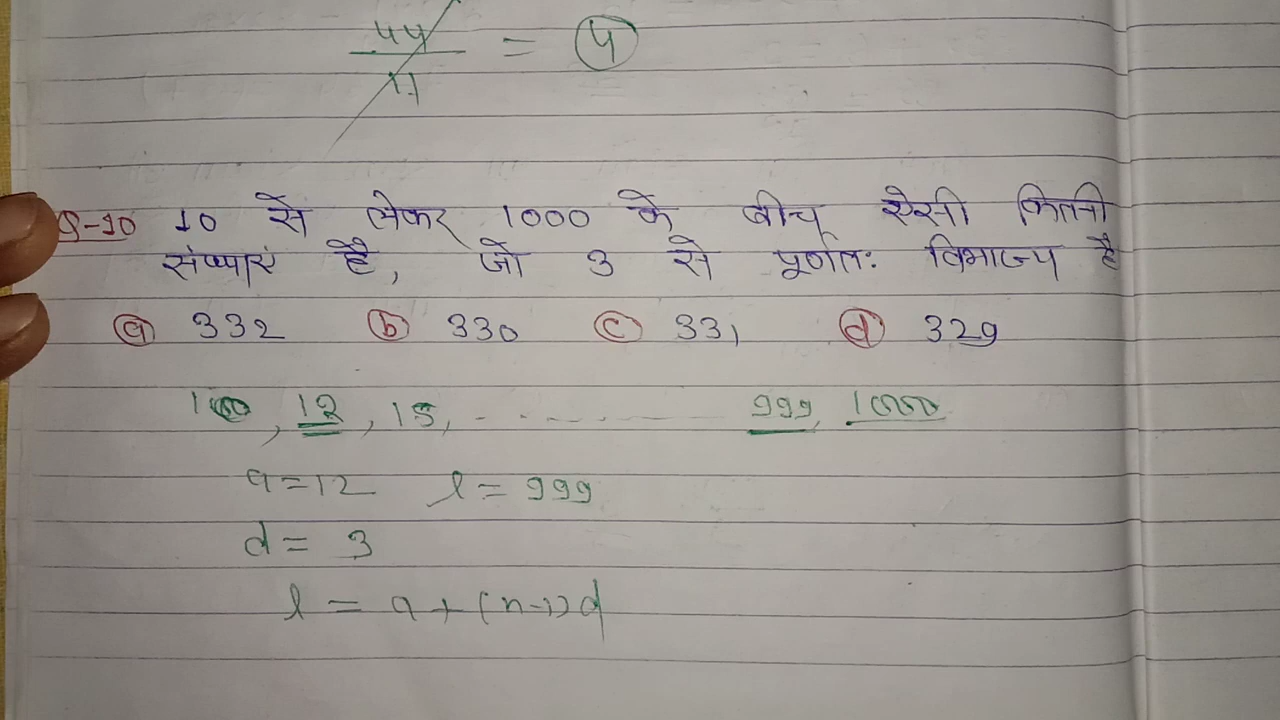 44
11 = 4
Q-10 10 से लेकर 1000 के बीच ऐसी कितनी
संख्याएं है, जो 3 से पूर्णतः विभाज्य है
a 332 b 330 c 331 d 329
12, 15, - - - - - - 999, 1000
a = 12 l = 999
d = 3
l = a + (n-1)d